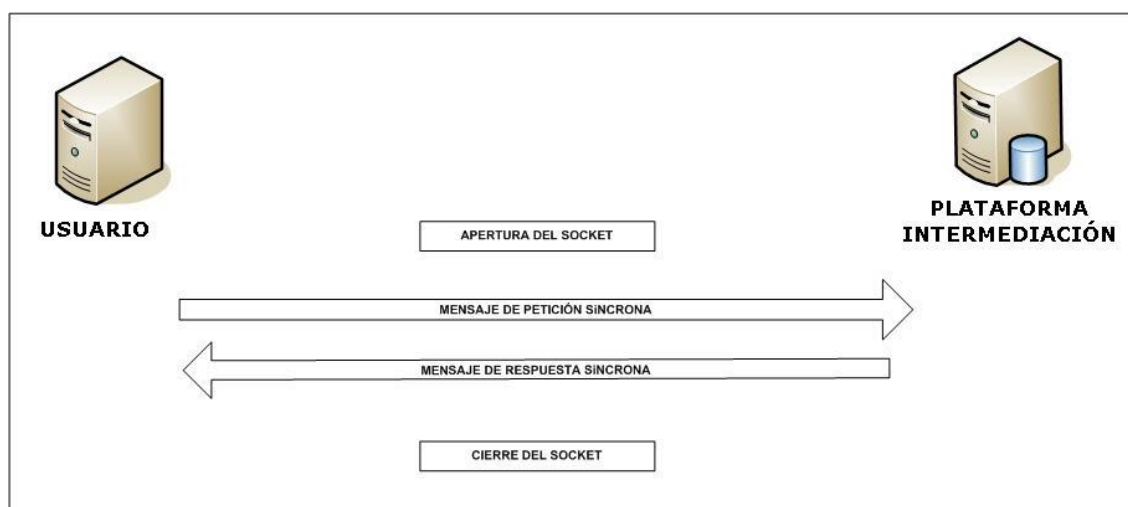 USUARIO
PLATAFORMA
INTERMEDIACIÓN
APERTURA DEL SOCKET
MENSAJE DE PETICIÓN SíNCRONA
MENSAJE DE RESPUESTA SíNCRONA
CIERRE DEL SOCKET